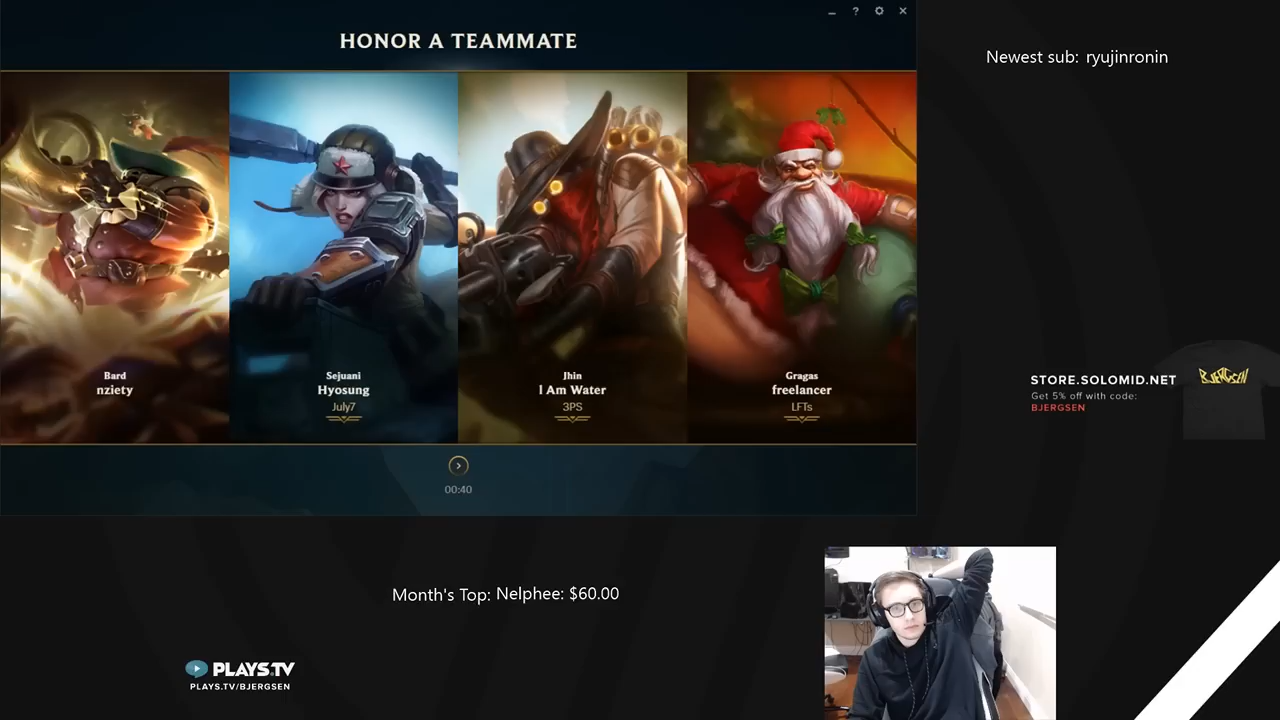 HONOR A TEAMMATE
?
Newest sub: ryujinronin
Bard
nziety
Sejuani
Hyosung
July7
Jhin
I Am Water
3PS
Gragas
freelancer
LFTs
00:40
STORE.SOLOMID.NET
Get 5% off with code:
BJERGSEN
BJERGSEN
Month's Top: Nelphee: $60.00
PLAYS.TV
PLAYS.TV/BJERGSEN